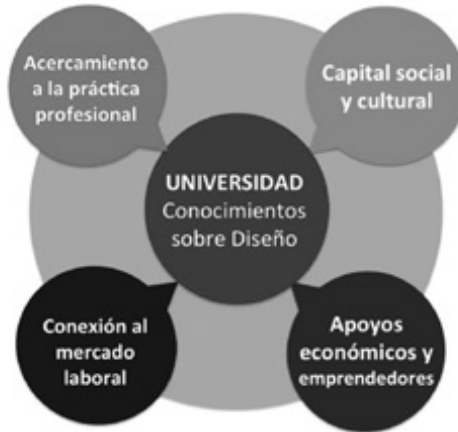 Acercamiento
a la práctica
profesional
Capital social
y cultural
UNIVERSIDAD
Conocimientos
sobre Diseño
Conexión al
mercado
laboral
Apoyos
económicos y
emprendedores